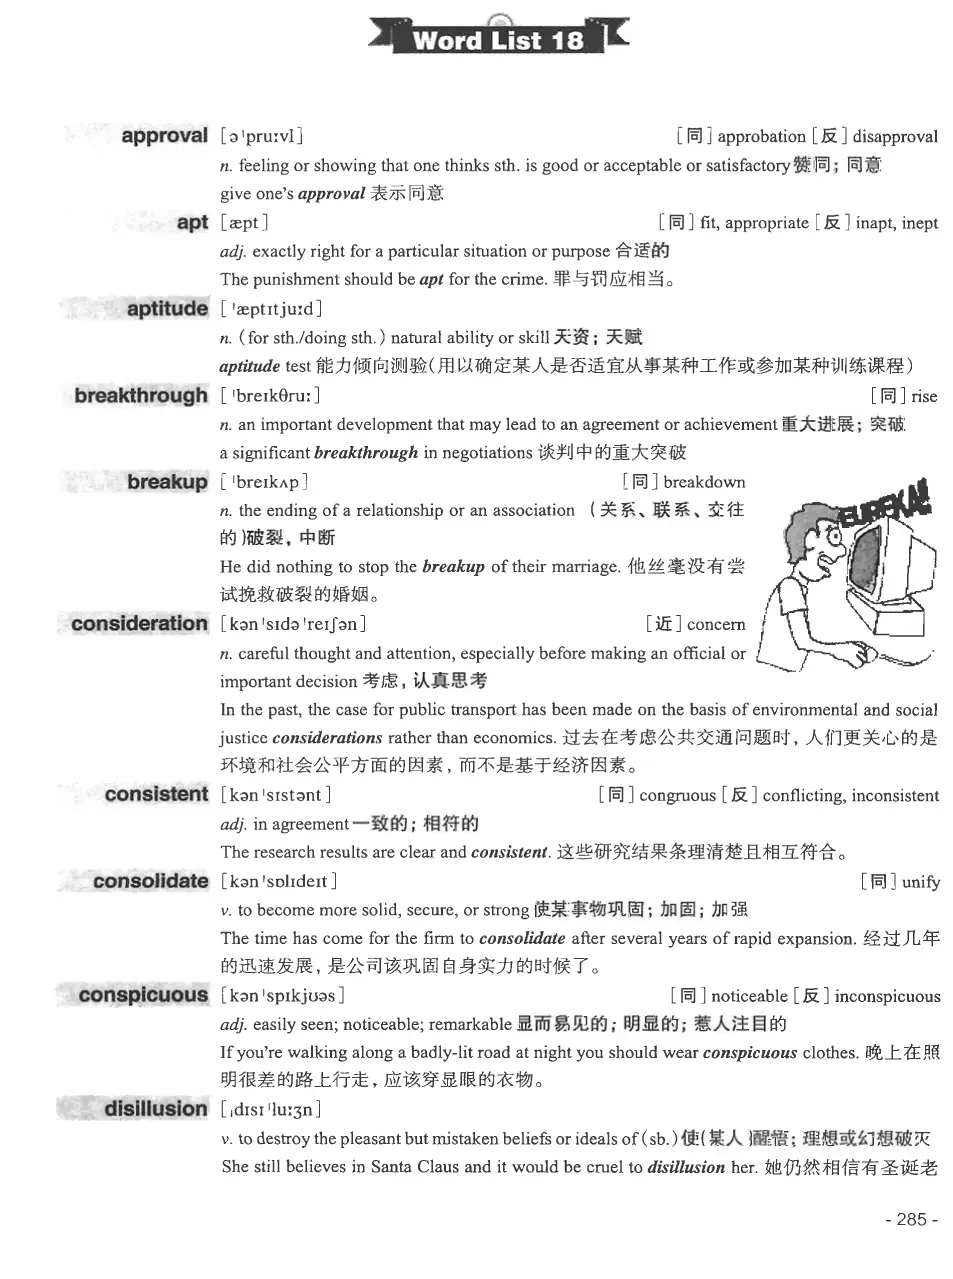 Word List 18
approval [ə'pruːvl] [同] approbation [反] disapproval
n. feeling or showing that one thinks sth. is good or acceptable or satisfactory 赞同；同意
give one's approval 表示同意
apt [æpt] [同] fit, appropriate [反] inapt, inept
adj. exactly right for a particular situation or purpose 合适的
The punishment should be apt for the crime. 罪与罚应相当。
aptitude ['æptɪtjuːd]
n. (for sth./doing sth.) natural ability or skill 天资；天赋
aptitude test 能力倾向测验(用以确定某人是否适宜从事某种工作或参加某种训练课程)
breakthrough ['breɪkθruː] [同] rise
n. an important development that may lead to an agreement or achievement 重大进展；突破
a significant breakthrough in negotiations 谈判中的重大突破
breakup ['breɪkʌp] [同] breakdown
n. the ending of a relationship or an association （关系、联系、交往
的)破裂，中断
He did nothing to stop the breakup of their marriage. 他丝毫没有尝
试挽救破裂的婚姻。
EUREKA!!
consideration [kən'sɪdə'reɪʃən] [近] concern
n. careful thought and attention, especially before making an official or
important decision 考虑，认真思考
In the past, the case for public transport has been made on the basis of environmental and social
justice considerations rather than economics. 过去在考虑公共交通问题时，人们更关心的是
环境和社会公平方面的因素，而不是基于经济因素。
consistent [kən'sɪstənt] [同] congruous [反] conflicting, inconsistent
adj. in agreement 一致的；相符的
The research results are clear and consistent. 这些研究结果条理清楚且相互符合。
consolidate [kən'sɒlɪdeɪt] [同] unify
v. to become more solid, secure, or strong 使某事物巩固；加固；加强
The time has come for the firm to consolidate after several years of rapid expansion. 经过几年
的迅速发展，是公司该巩固自身实力的时候了。
conspicuous [kən'spɪkjʊəs] [同] noticeable [反] inconspicuous
adj. easily seen; noticeable; remarkable 显而易见的；明显的；惹人注目的
If you're walking along a badly-lit road at night you should wear conspicuous clothes. 晚上在照
明很差的路上行走，应该穿显眼的衣物。
disillusion [ˌdɪsɪ'luːʒn]
v. to destroy the pleasant but mistaken beliefs or ideals of (sb.) 使(某人)醒悟；理想或幻想破灭
She still believes in Santa Claus and it would be cruel to disillusion her. 她仍然相信有圣诞老
- 285 -